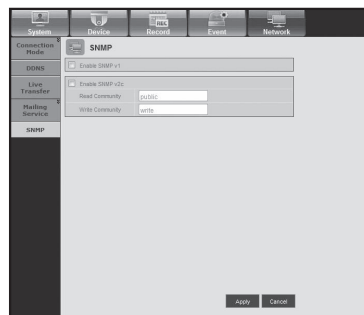 System Device Record Event Network
REC
Connection Mode
DDNS
Live Transfer
Mailing Service
SNMP
SNMP
Enable SNMP v1
Enable SNMP v2c
Read Community public
Write Community write
Apply Cancel